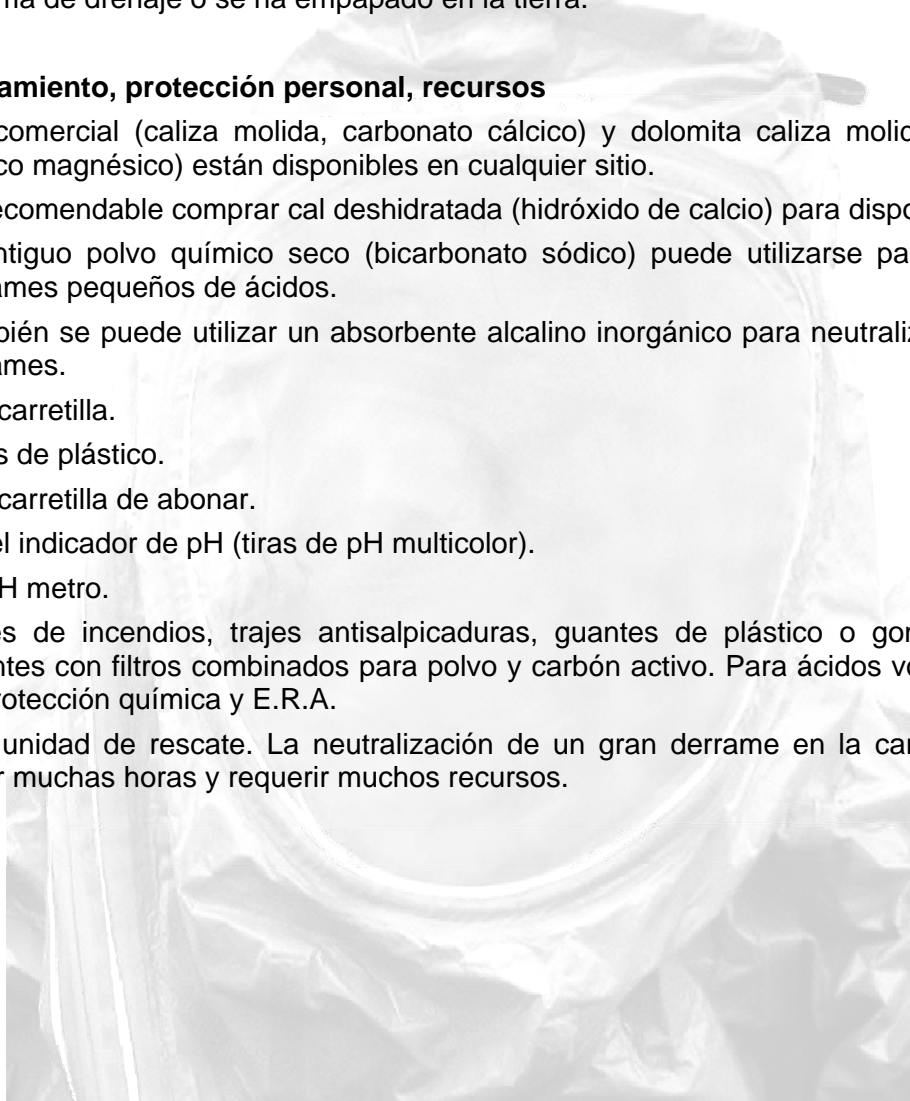 ma de drenaje o se ha empapado en la tierra.
amiento, protección personal, recursos
comercial (caliza molida, carbonato cálcico) y dolomita caliza molid
co magnésico) están disponibles en cualquier sitio.
ecomendable comprar cal deshidratada (hidróxido de calcio) para dispo
ntiguo polvo químico seco (bicarbonato sódico) puede utilizarse pa
ames pequeños de ácidos.
bién se puede utilizar un absorbente alcalino inorgánico para neutraliz
ames.
carretilla.
s de plástico.
carretilla de abonar.
el indicador de pH (tiras de pH multicolor).
H metro.
es de incendios, trajes antisalpicaduras, guantes de plástico o gor
ntes con filtros combinados para polvo y carbón activo. Para ácidos vo
rotección química y E.R.A.
unidad de rescate. La neutralización de un gran derrame en la car
r muchas horas y requerir muchos recursos.